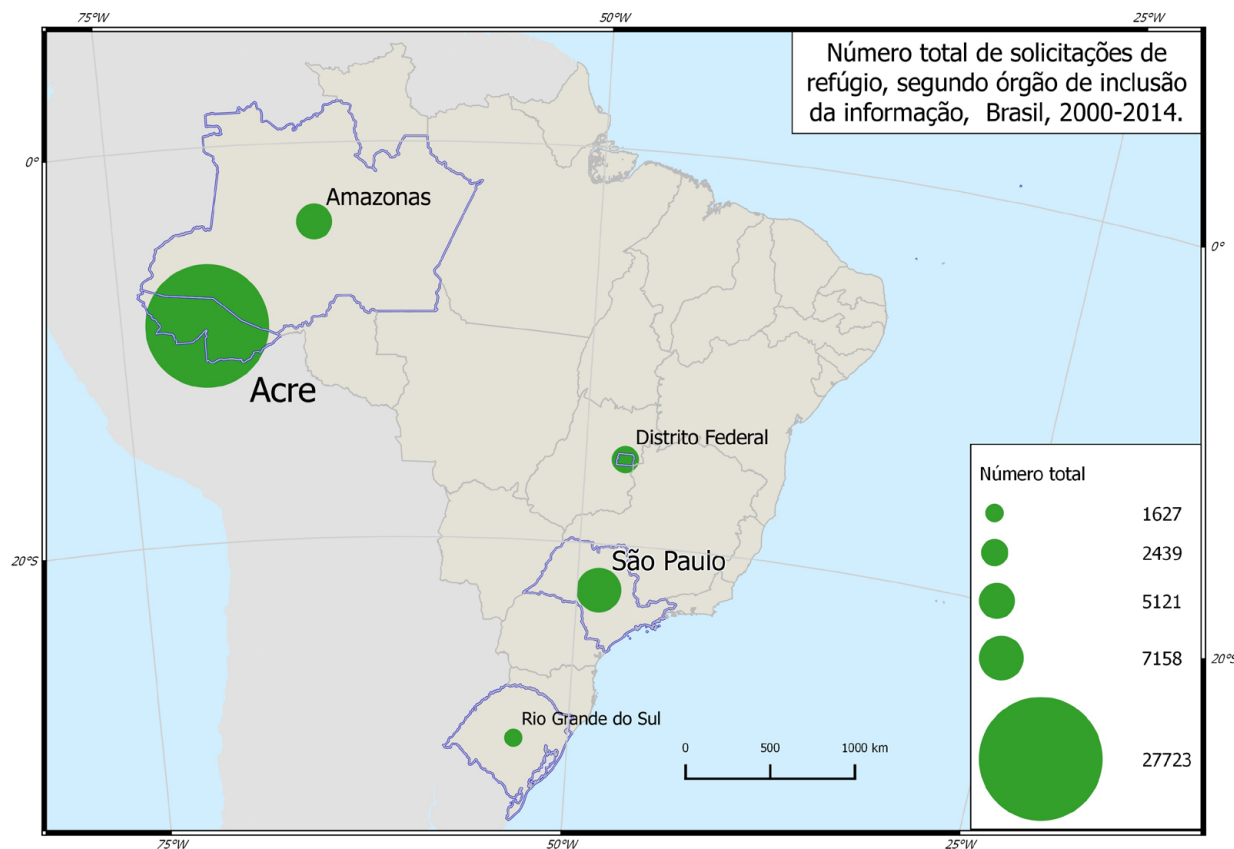 75°W
50°W
25°W
Número total de solicitações de
refúgio, segundo órgão de inclusão
da informação, Brasil, 2000-2014.
0°
Amazonas
0°
Acre
Distrito Federal
Número total
1627
2439
20°S
São Paulo
5121
7158
20°S
Rio Grande do Sul
0 500 1000 km
27723
75°W
50°W
25°W